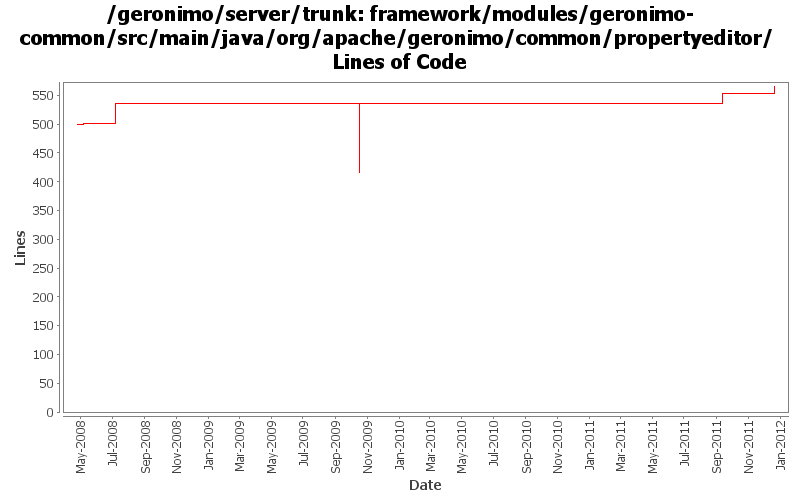 /geronimo/server/trunk: framework/modules/geronimo-
common/src/main/java/org/apache/geronimo/common/propertyeditor/
Lines of Code
550
500
450
400
350
300
250
200
150
100
50
0
Lines
May-2008
Jul-2008
Sep-2008
Nov-2008
Jan-2009
Mar-2009
May-2009
Jul-2009
Sep-2009
Nov-2009
Jan-2010
Mar-2010
May-2010
Jul-2010
Sep-2010
Nov-2010
Jan-2011
Mar-2011
May-2011
Jul-2011
Sep-2011
Nov-2011
Jan-2012
Date